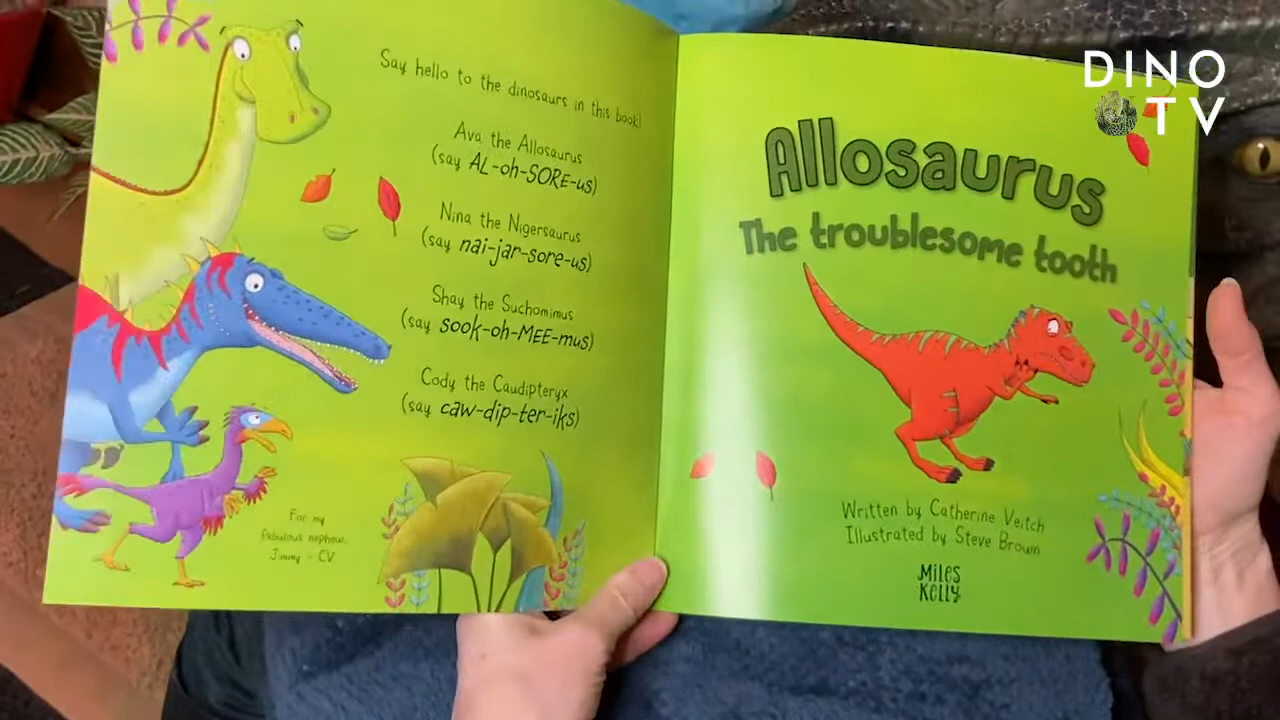 Say hello to the dinosaurs in this book!
Ava the Allosaurus
(say AL-oh-SORE-us)
Nina the Nigersaurus
(say nai-jar-sore-us)
Shay the Suchomimus
(say sook-oh-MEE-mus)
Cody the Caudipteryx
(say caw-dip-ter-iks)
For my
fabulous nephew,
Jimmy - CV
Allosaurus
The troublesome tooth
Written by Catherine Veitch
Illustrated by Steve Brown
Miles
Kelly
DINO
TV